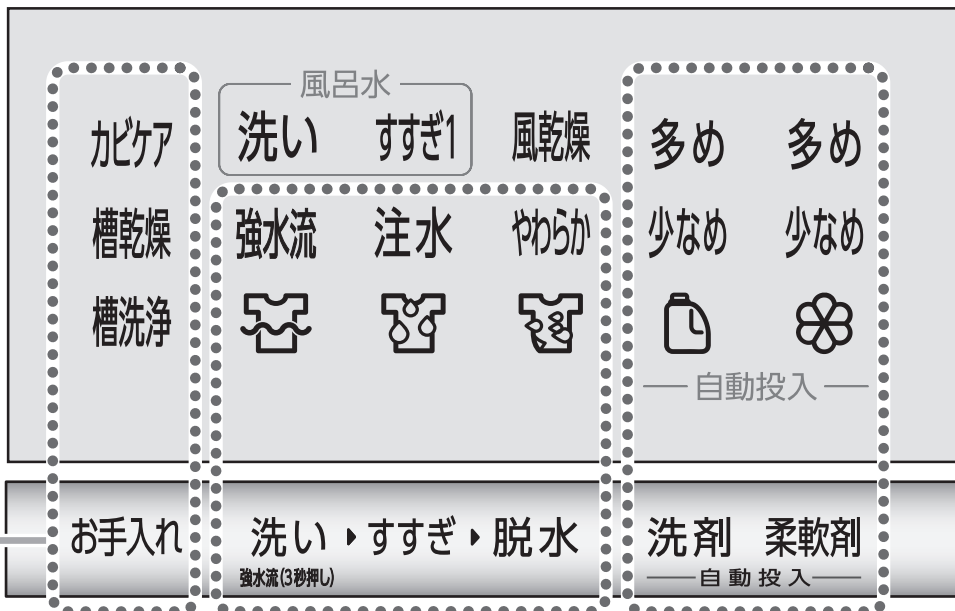 風呂水
カビケア 洗い すすぎ1 風乾燥 多め 多め
槽乾燥 強水流 注水 やわらか 少なめ 少なめ
槽洗浄
自動投入
お手入れ 洗い ▸ すすぎ ▸ 脱水 洗剤 柔軟剤
強水流(3秒押し) 自動投入